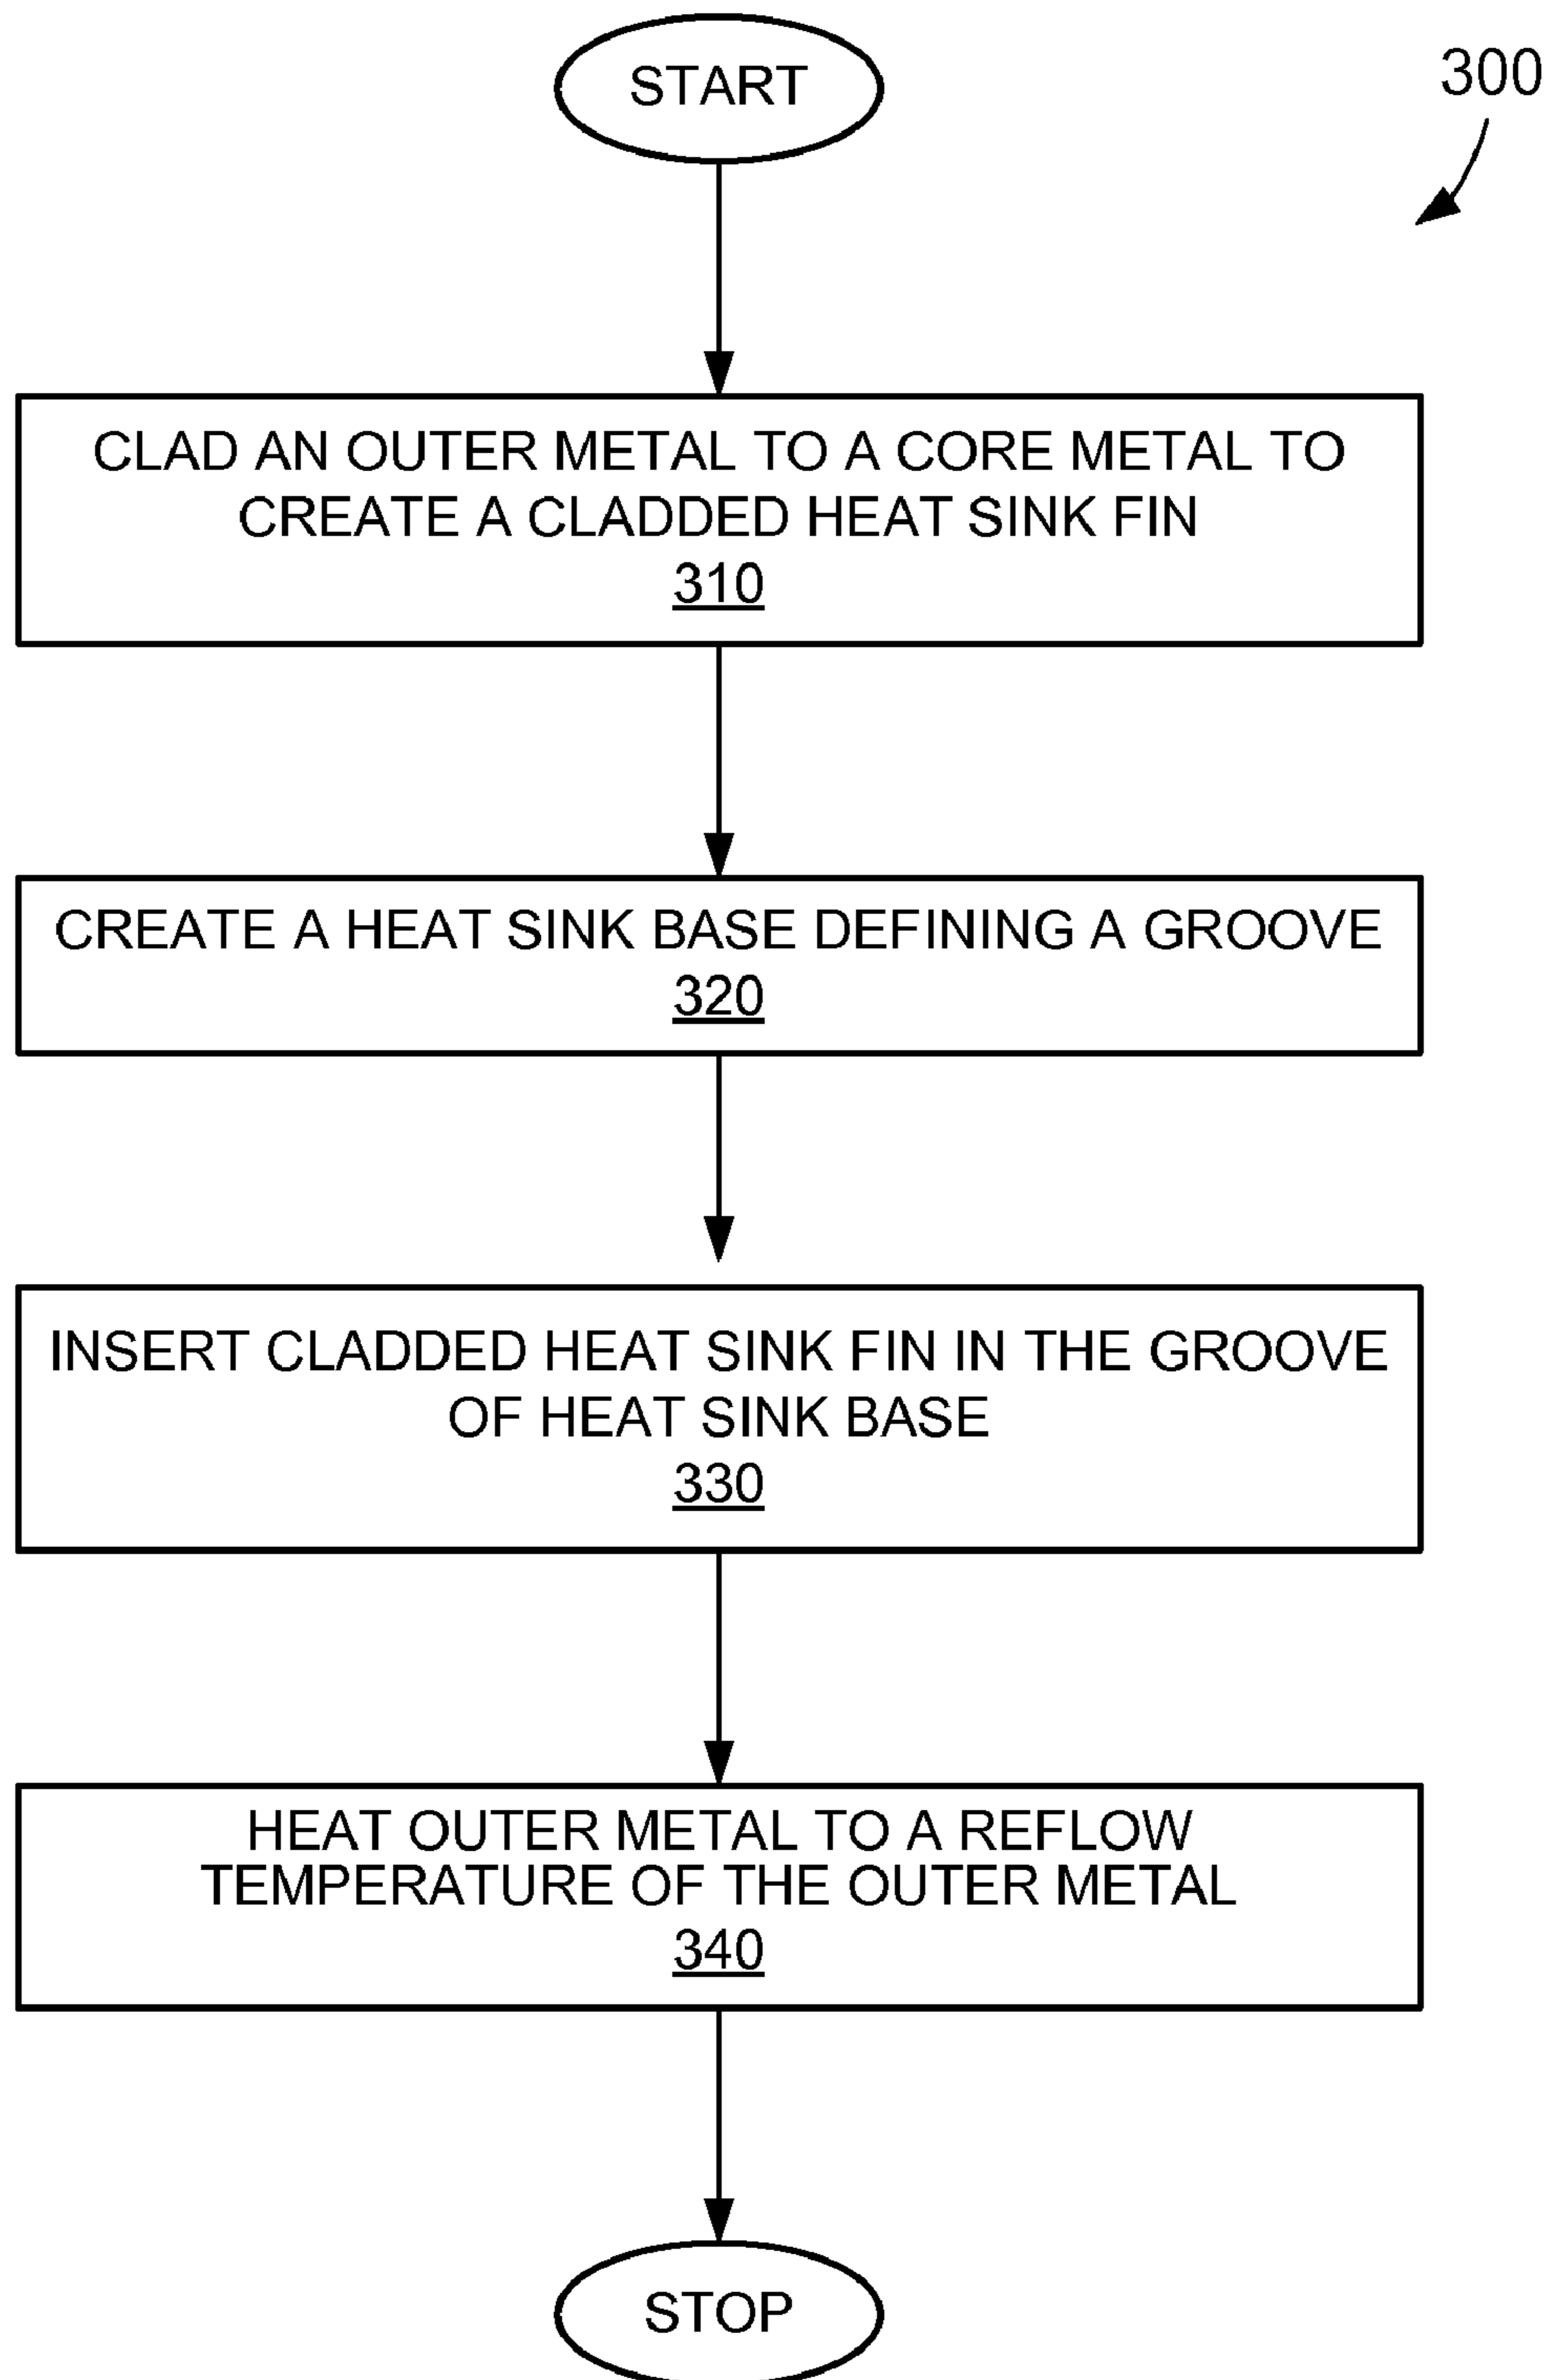 START
300
CLAD AN OUTER METAL TO A CORE METAL TO
CREATE A CLADDED HEAT SINK FIN
310
CREATE A HEAT SINK BASE DEFINING A GROOVE
320
INSERT CLADDED HEAT SINK FIN IN THE GROOVE
OF HEAT SINK BASE
330
HEAT OUTER METAL TO A REFLOW
TEMPERATURE OF THE OUTER METAL
340
STOP